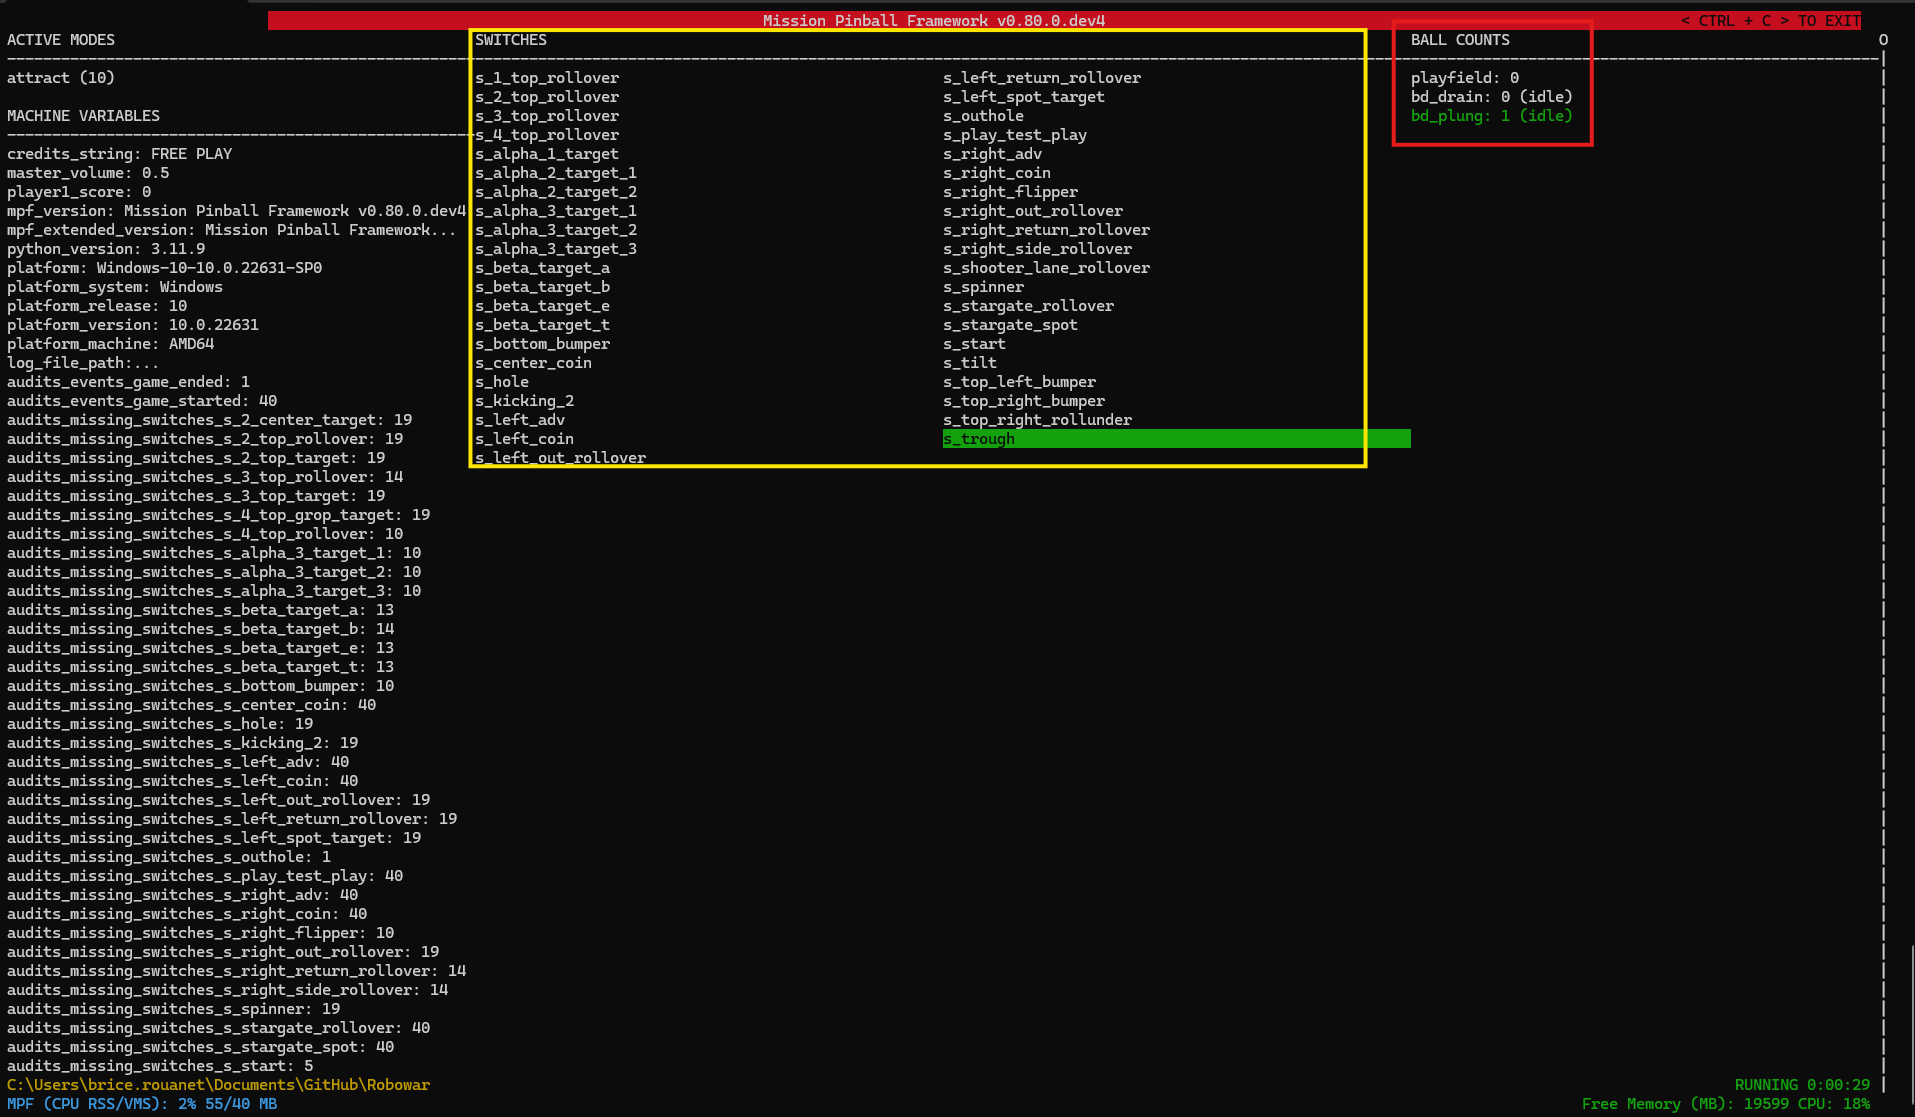 Mission Pinball Framework v0.80.0.dev4
< CTRL + C > TO EXIT
ACTIVE MODES
attract (10)
MACHINE VARIABLES
credits_string: FREE PLAY
master_volume: 0.5
player1_score: 0
mpf_version: Mission Pinball Framework v0.80.0.dev4
mpf_extended_version: Mission Pinball Framework...
python_version: 3.11.9
platform: Windows-10-10.0.22631-SP0
platform_system: Windows
platform_release: 10
platform_version: 10.0.22631
platform_machine: AMD64
log_file_path:...
audits_events_game_ended: 1
audits_events_game_started: 40
audits_missing_switches_s_2_center_target: 19
audits_missing_switches_s_2_top_rollover: 19
audits_missing_switches_s_2_top_target: 19
audits_missing_switches_s_3_top_rollover: 14
audits_missing_switches_s_3_top_target: 19
audits_missing_switches_s_4_top_grop_target: 19
audits_missing_switches_s_4_top_rollover: 10
audits_missing_switches_s_alpha_3_target_1: 10
audits_missing_switches_s_alpha_3_target_2: 10
audits_missing_switches_s_alpha_3_target_3: 10
audits_missing_switches_s_beta_target_a: 13
audits_missing_switches_s_beta_target_b: 14
audits_missing_switches_s_beta_target_e: 13
audits_missing_switches_s_beta_target_t: 13
audits_missing_switches_s_bottom_bumper: 10
audits_missing_switches_s_center_coin: 40
audits_missing_switches_s_hole: 19
audits_missing_switches_s_kicking_2: 19
audits_missing_switches_s_left_adv: 40
audits_missing_switches_s_left_coin: 40
audits_missing_switches_s_left_out_rollover: 19
audits_missing_switches_s_left_return_rollover: 19
audits_missing_switches_s_left_spot_target: 19
audits_missing_switches_s_outhole: 1
audits_missing_switches_s_play_test_play: 40
audits_missing_switches_s_right_adv: 40
audits_missing_switches_s_right_coin: 40
audits_missing_switches_s_right_flipper: 10
audits_missing_switches_s_right_out_rollover: 19
audits_missing_switches_s_right_return_rollover: 14
audits_missing_switches_s_right_side_rollover: 14
audits_missing_switches_s_spinner: 19
audits_missing_switches_s_stargate_rollover: 40
audits_missing_switches_s_stargate_spot: 40
audits_missing_switches_s_start: 5
SWITCHES
s_1_top_rollover
s_2_top_rollover
s_3_top_rollover
s_4_top_rollover
s_alpha_1_target
s_alpha_2_target_1
s_alpha_2_target_2
s_alpha_3_target_1
s_alpha_3_target_2
s_alpha_3_target_3
s_beta_target_a
s_beta_target_b
s_beta_target_e
s_beta_target_t
s_bottom_bumper
s_center_coin
s_hole
s_kicking_2
s_left_adv
s_left_coin
s_left_out_rollover
s_left_return_rollover
s_left_spot_target
s_outhole
s_play_test_play
s_right_adv
s_right_coin
s_right_flipper
s_right_out_rollover
s_right_return_rollover
s_right_side_rollover
s_shooter_lane_rollover
s_spinner
s_stargate_rollover
s_stargate_spot
s_start
s_tilt
s_top_left_bumper
s_top_right_bumper
s_top_right_rollunder
s_trough
BALL COUNTS
playfield: 0
bd_drain: 0 (idle)
bd_plung: 1 (idle)
O
C:\Users\brice.rouanet\Documents\GitHub\Robowar
RUNNING 0:00:29
MPF (CPU RSS/VMS): 2% 55/40 MB
Free Memory (MB): 19599 CPU: 18%